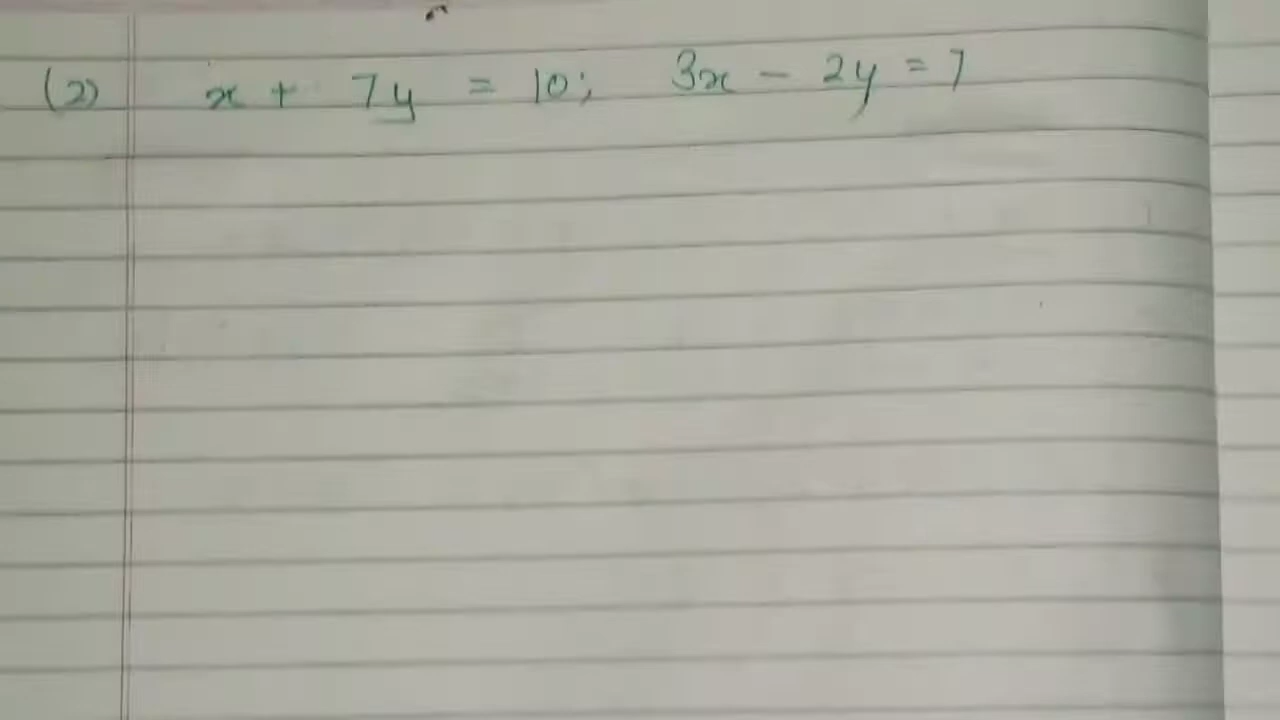 (2) x + 7y = 10; 3x - 2y = 7